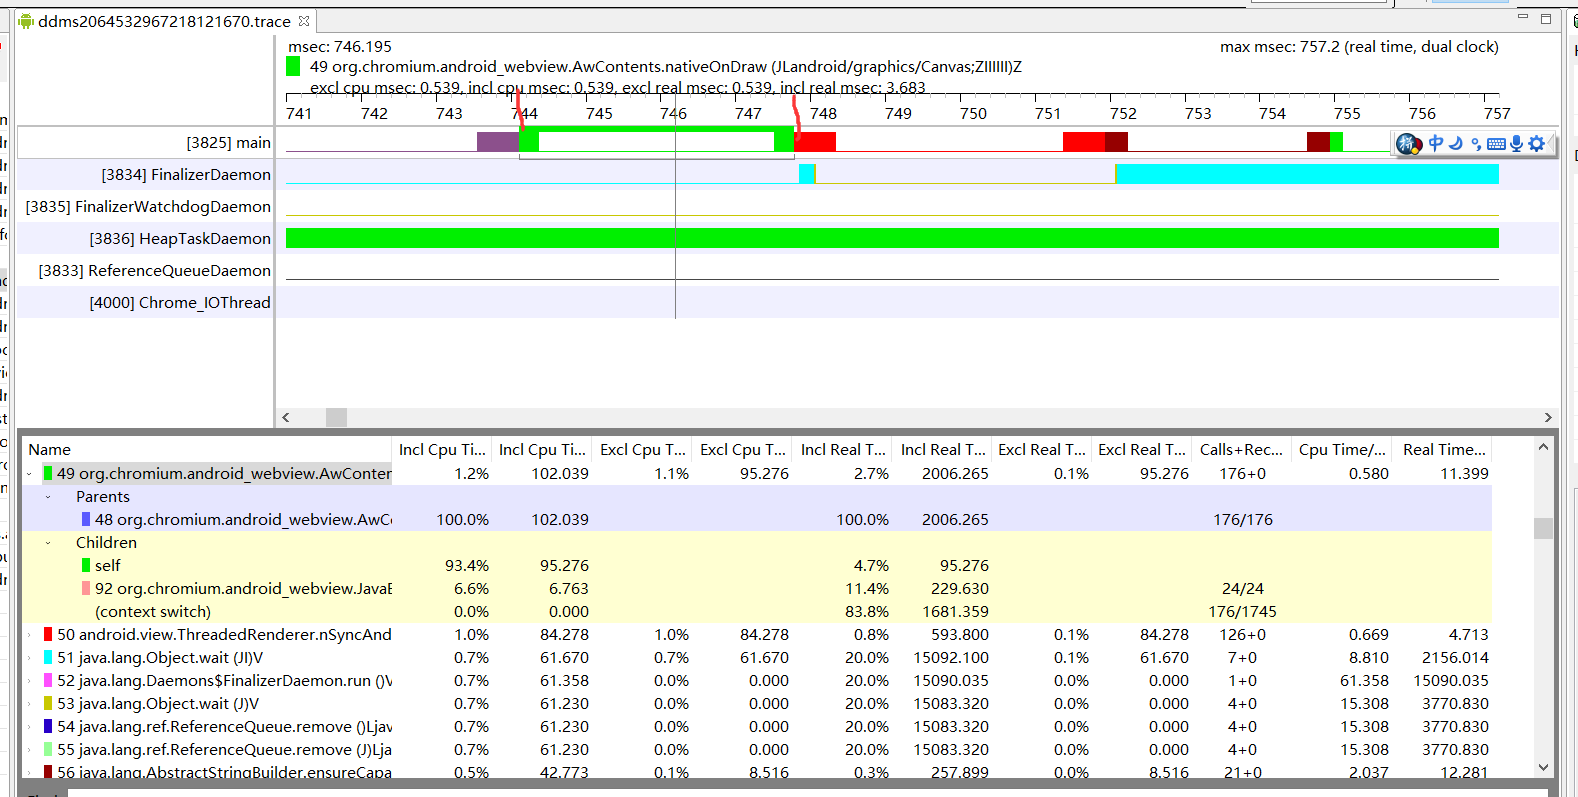 ddms2064532967218121670.trace
msec: 746.195
max msec: 757.2 (real time, dual clock)
49 org.chromium.android_webview.AwContents.nativeOnDraw (JLandroid/graphics/Canvas;ZIIIIII)Z
excl cpu msec: 0.539, incl cpu msec: 0.539, excl real msec: 0.539, incl real msec: 3.683
741 742 743 744 745 746 747 748 749 750 751 752 753 754 755 756 757
[3825] main
中
[3834] FinalizerDaemon
[3835] FinalizerWatchdogDaemon
[3836] HeapTaskDaemon
[3833] ReferenceQueueDaemon
[4000] Chrome_IOThread
Name Incl Cpu Ti... Incl Cpu Ti... Excl Cpu T... Excl Cpu T... Incl Real T... Incl Real T... Excl Real T... Excl Real T... Calls+Rec... Cpu Time/... Real Time...
49 org.chromium.android_webview.AwConter 1.2% 102.039 1.1% 95.276 2.7% 2006.265 0.1% 95.276 176+0 0.580 11.399
Parents
48 org.chromium.android_webview.AwC 100.0% 102.039 100.0% 2006.265 176/176
Children
self 93.4% 95.276 4.7% 95.276
92 org.chromium.android_webview.JavaE 6.6% 6.763 11.4% 229.630 24/24
(context switch) 0.0% 0.000 83.8% 1681.359 176/1745
50 android.view.ThreadedRenderer.nSyncAnd 1.0% 84.278 1.0% 84.278 0.8% 593.800 0.1% 84.278 126+0 0.669 4.713
51 java.lang.Object.wait (JI)V 0.7% 61.670 0.7% 61.670 20.0% 15092.100 0.1% 61.670 7+0 8.810 2156.014
52 java.lang.Daemons$FinalizerDaemon.run ()V 0.7% 61.358 0.0% 0.000 20.0% 15090.035 0.0% 0.000 1+0 61.358 15090.035
53 java.lang.Object.wait (J)V 0.7% 61.230 0.0% 0.000 20.0% 15083.320 0.0% 0.000 4+0 15.308 3770.830
54 java.lang.ref.ReferenceQueue.remove ()Ljav 0.7% 61.230 0.0% 0.000 20.0% 15083.320 0.0% 0.000 4+0 15.308 3770.830
55 java.lang.ref.ReferenceQueue.remove (J)Lja 0.7% 61.230 0.0% 0.000 20.0% 15083.320 0.0% 0.000 4+0 15.308 3770.830
56 java.lang.AbstractStringBuilder.ensureCapa 0.5% 42.773 0.1% 8.516 0.3% 257.899 0.0% 8.516 21+0 2.037 12.281